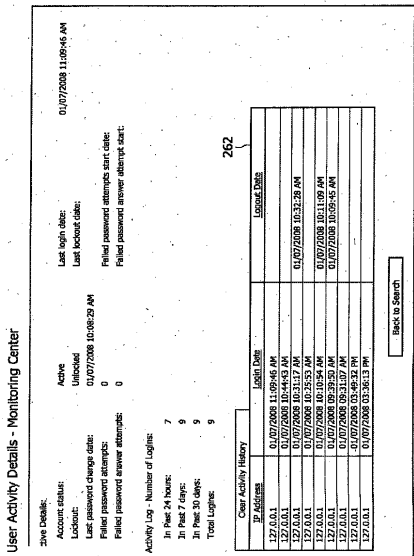 User Activity Details - Monitoring Center
tive Details:
Account status: Active Last login date: 01/07/2008 11:09:46 AM
Lockout: Unlocked Last lockout date:
Last password change date: 01/07/2008 10:08:29 AM
Failed password attempts: 0 Failed password attempts start date:
Failed password answer attempts: 0 Failed password answer attempt start:
Activity Log - Number of Logins:
In Past 24 hours: 7
In Past 7 days: 9
In Past 30 days: 9
Total Logins: 9
262
Clear Activity History
IP Address Login Date Logout Date
127.0.0.1 01/07/2008 11:09:46 AM
127.0.0.1 01/07/2008 10:44:43 AM
127.0.0.1 01/07/2008 10:31:17 AM 01/07/2008 10:32:28 AM
127.0.0.1 01/07/2008 10:25:53 AM
127.0.0.1 01/07/2008 10:10:54 AM 01/07/2008 10:11:09 AM
127.0.0.1 01/07/2008 09:39:50 AM 01/07/2008 10:09:45 AM
127.0.0.1 01/07/2008 09:31:07 AM
127.0.0.1 01/07/2008 03:49:32 PM
127.0.0.1 01/07/2008 03:36:13 PM
Back to Search